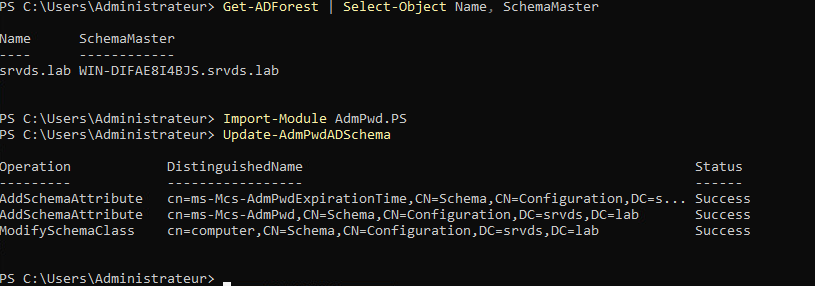 PS C:\Users\Administrateur> Get-ADForest | Select-Object Name, SchemaMaster
Name SchemaMaster
---- ------------
srvds.lab WIN-DIFAE8I4BJS.srvds.lab
PS C:\Users\Administrateur> Import-Module AdmPwd.PS
PS C:\Users\Administrateur> Update-AdmPwdADSchema
Operation DistinguishedName Status
--------- ----------------- ------
AddSchemaAttribute cn=ms-Mcs-AdmPwdExpirationTime,CN=Schema,CN=Configuration,DC=s... Success
AddSchemaAttribute cn=ms-Mcs-AdmPwd,CN=Schema,CN=Configuration,DC=srvds,DC=lab Success
ModifySchemaClass cn=computer,CN=Schema,CN=Configuration,DC=srvds,DC=lab Success
PS C:\Users\Administrateur>